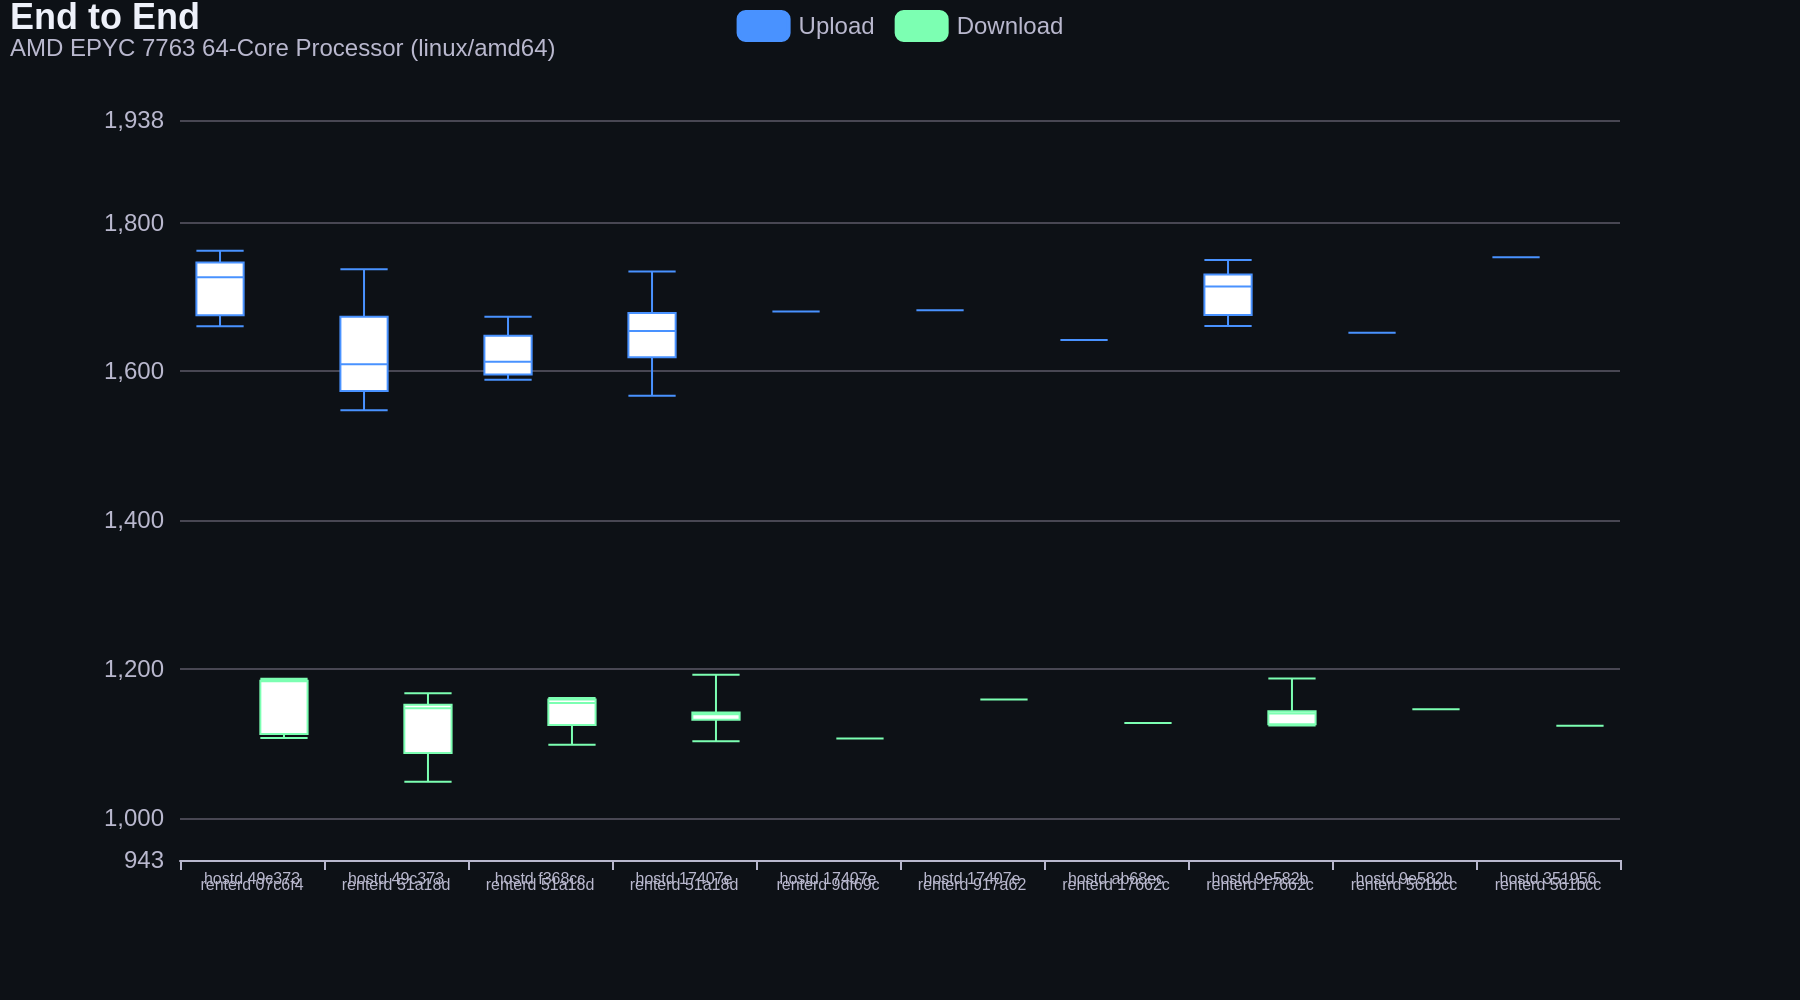 End to End
AMD EPYC 7763 64-Core Processor (linux/amd64)
Upload
Download
1,938
1,800
1,600
1,400
1,200
1,000
943
hostd 49c373
renterd 07c6f4
hostd 49c373
renterd 51a18d
hostd f368cc
renterd 51a18d
hostd 17407e
renterd 51a18d
hostd 17407e
renterd 9df69c
hostd 17407e
renterd 917a62
hostd ab68ec
renterd 17662c
hostd 9e582b
renterd 17662c
hostd 9e582b
renterd 561bcc
hostd 351956
renterd 561bcc